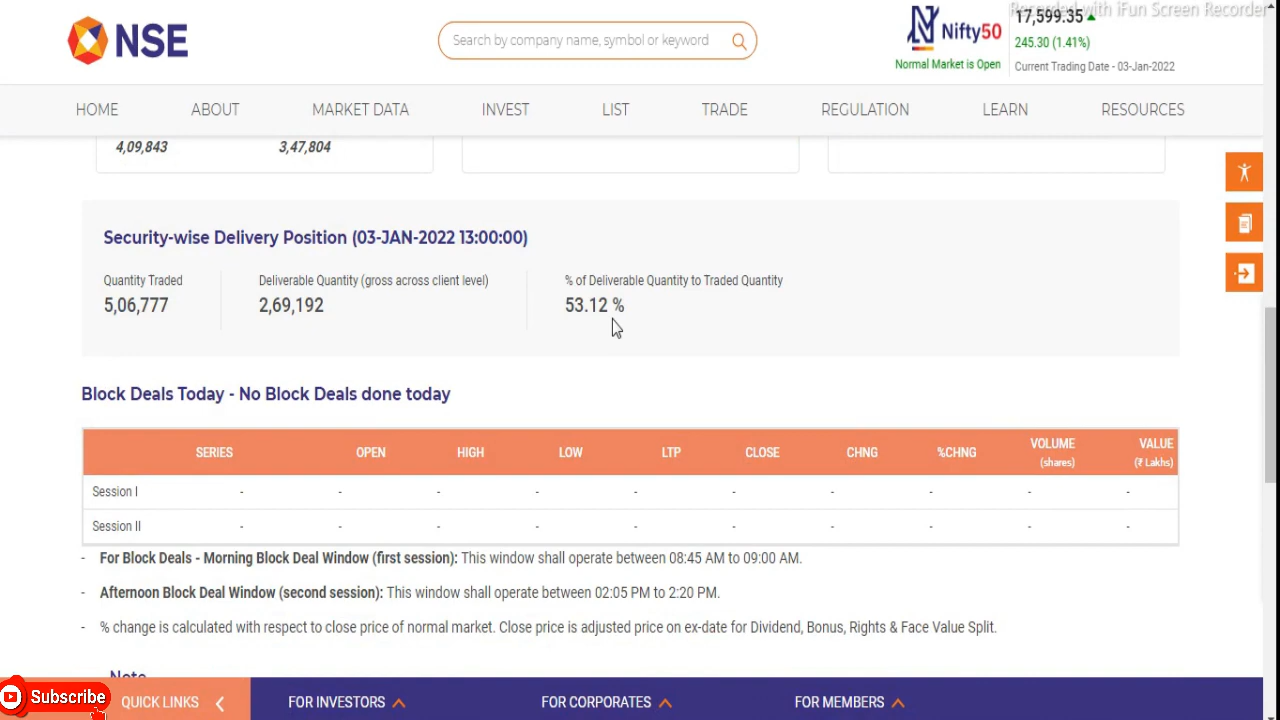 Recorded with iFun Screen Recorder
NSE
Search by company name, symbol or keyword
Nifty50
Normal Market is Open
17,599.35
245.30 (1.41%)
Current Trading Date - 03-Jan-2022
HOME ABOUT MARKET DATA INVEST LIST TRADE REGULATION LEARN RESOURCES
4,09,843 3,47,804
Security-wise Delivery Position (03-JAN-2022 13:00:00)
Quantity Traded Deliverable Quantity (gross across client level) % of Deliverable Quantity to Traded Quantity
5,06,777 2,69,192 53.12 %
Block Deals Today - No Block Deals done today
SERIES OPEN HIGH LOW LTP CLOSE CHNG %CHNG VOLUME (shares) VALUE (₹ Lakhs)
Session I - - - - - - - - - -
Session II - - - - - - - - - -
- For Block Deals - Morning Block Deal Window (first session): This window shall operate between 08:45 AM to 09:00 AM.
- Afternoon Block Deal Window (second session): This window shall operate between 02:05 PM to 2:20 PM.
- % change is calculated with respect to close price of normal market. Close price is adjusted price on ex-date for Dividend, Bonus, Rights & Face Value Split.
Note
Subscribe
QUICK LINKS FOR INVESTORS FOR CORPORATES FOR MEMBERS